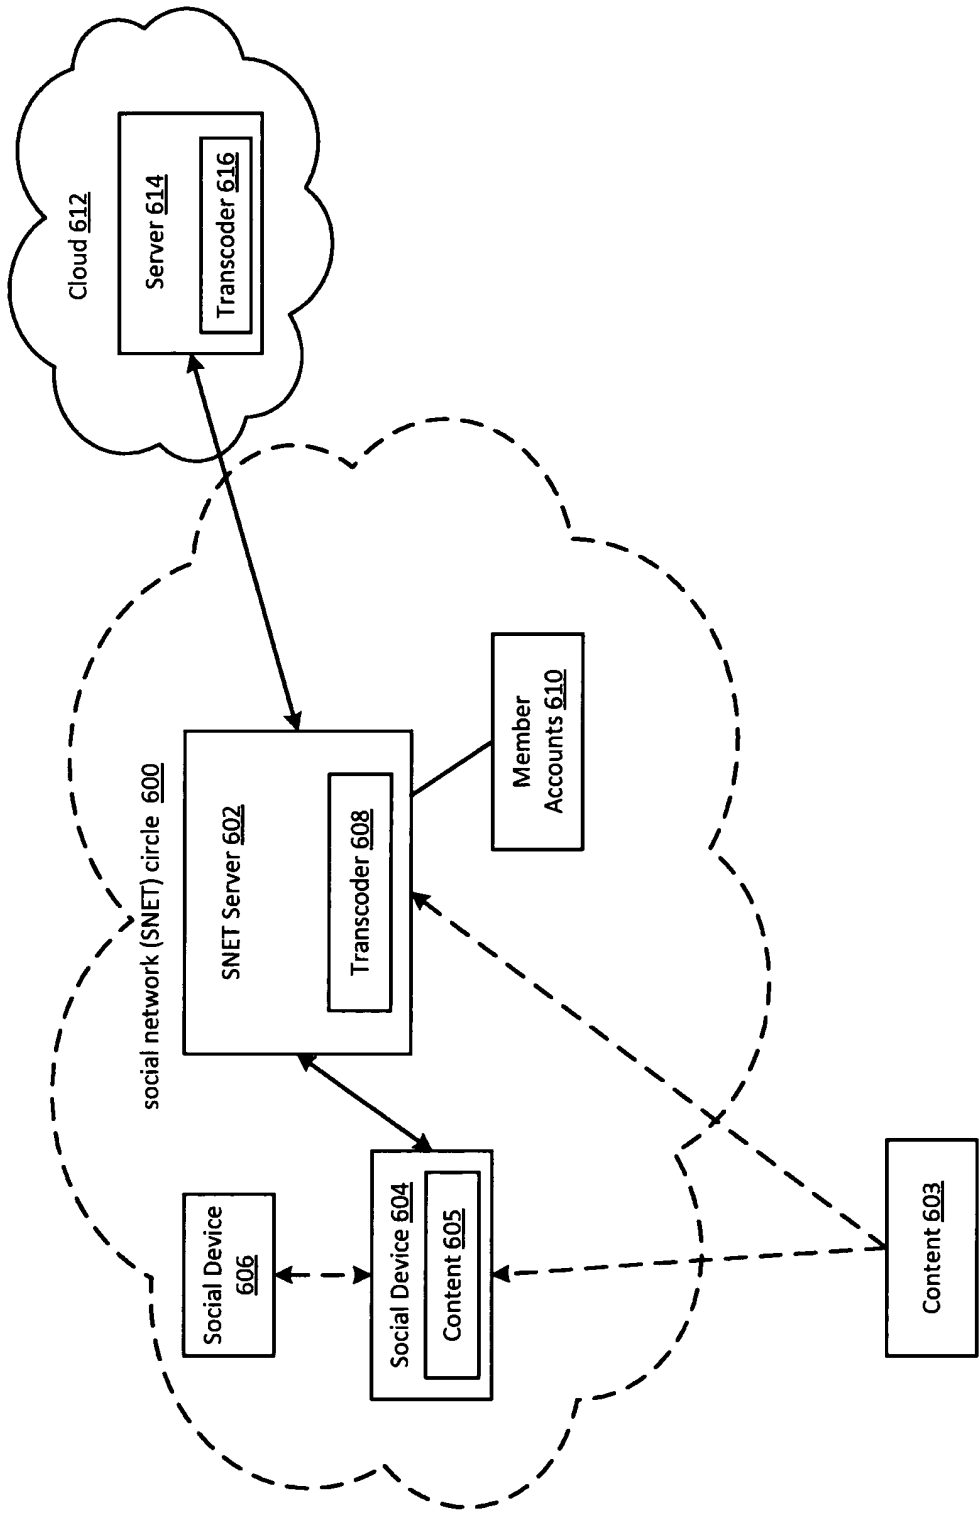 social network (SNET) circle 600
Cloud 612
Server 614
Transcoder 616
Social Device
606
SNET Server 602
Transcoder 608
Social Device 604
Content 605
Member
Accounts 610
Content 603